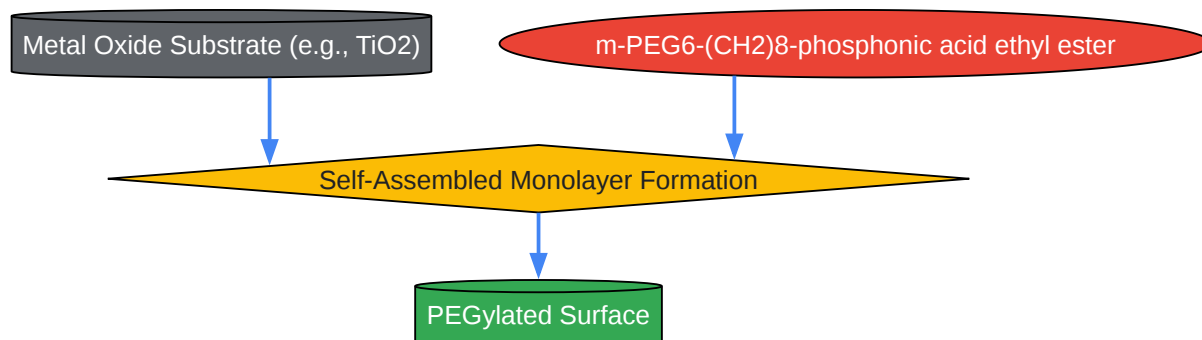 Metal Oxide Substrate (e.g., TiO2)
m-PEG6-(CH2)8-phosphonic acid ethyl ester
Self-Assembled Monolayer Formation
PEGylated Surface